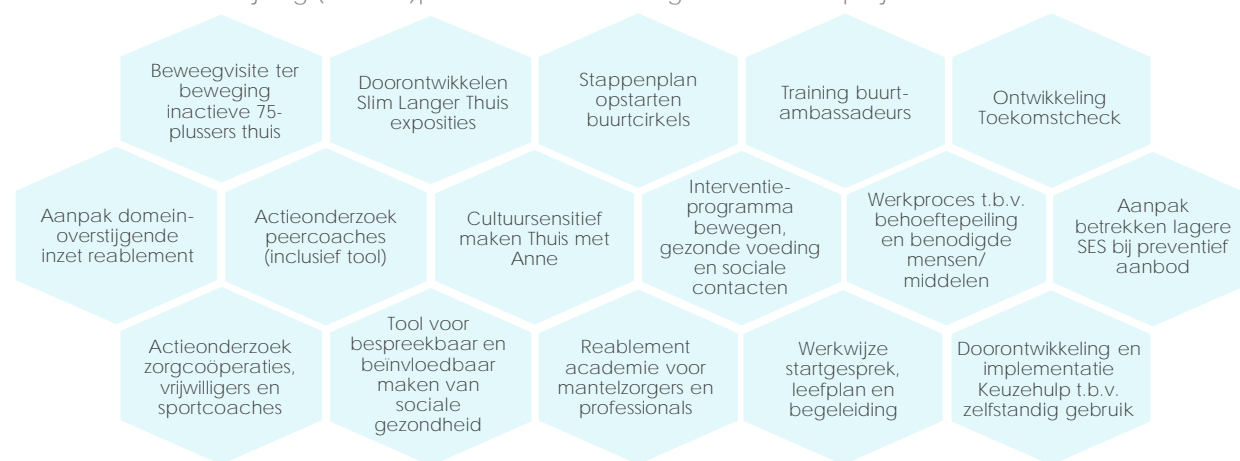 Beweegvisite ter
beweging
inactieve 75-
plussers thuis
Doorontwikkelen
Slim Langer Thuis
exposities
Stappenplan
opstarten
buurtcirkels
Training buurt-
ambassadeurs
Ontwikkeling
Toekomstcheck
Aanpak domein-
overstijgende
inzet reablement
Actieonderzoek
peercoaches
(inclusief tool)
Cultuursensitief
maken Thuis met
Anne
Interventie-
programma
bewegen,
gezonde voeding
en sociale
contacten
Werkproces t.b.v.
behoeftepeiling
en benodigde
mensen/
middelen
Aanpak
betrekken lagere
SES bij preventief
aanbod
Actieonderzoek
zorgcoöperaties,
vrijwilligers en
sportcoaches
Tool voor
bespreekbaar en
beïnvloedbaar
maken van
sociale
gezondheid
Reablement
academie voor
mantelzorgers en
professionals
Werkwijze
startgesprek,
leefplan en
begeleiding
Doorontwikkeling en
implementatie
Keuzehulp t.b.v.
zelfstandig gebruik